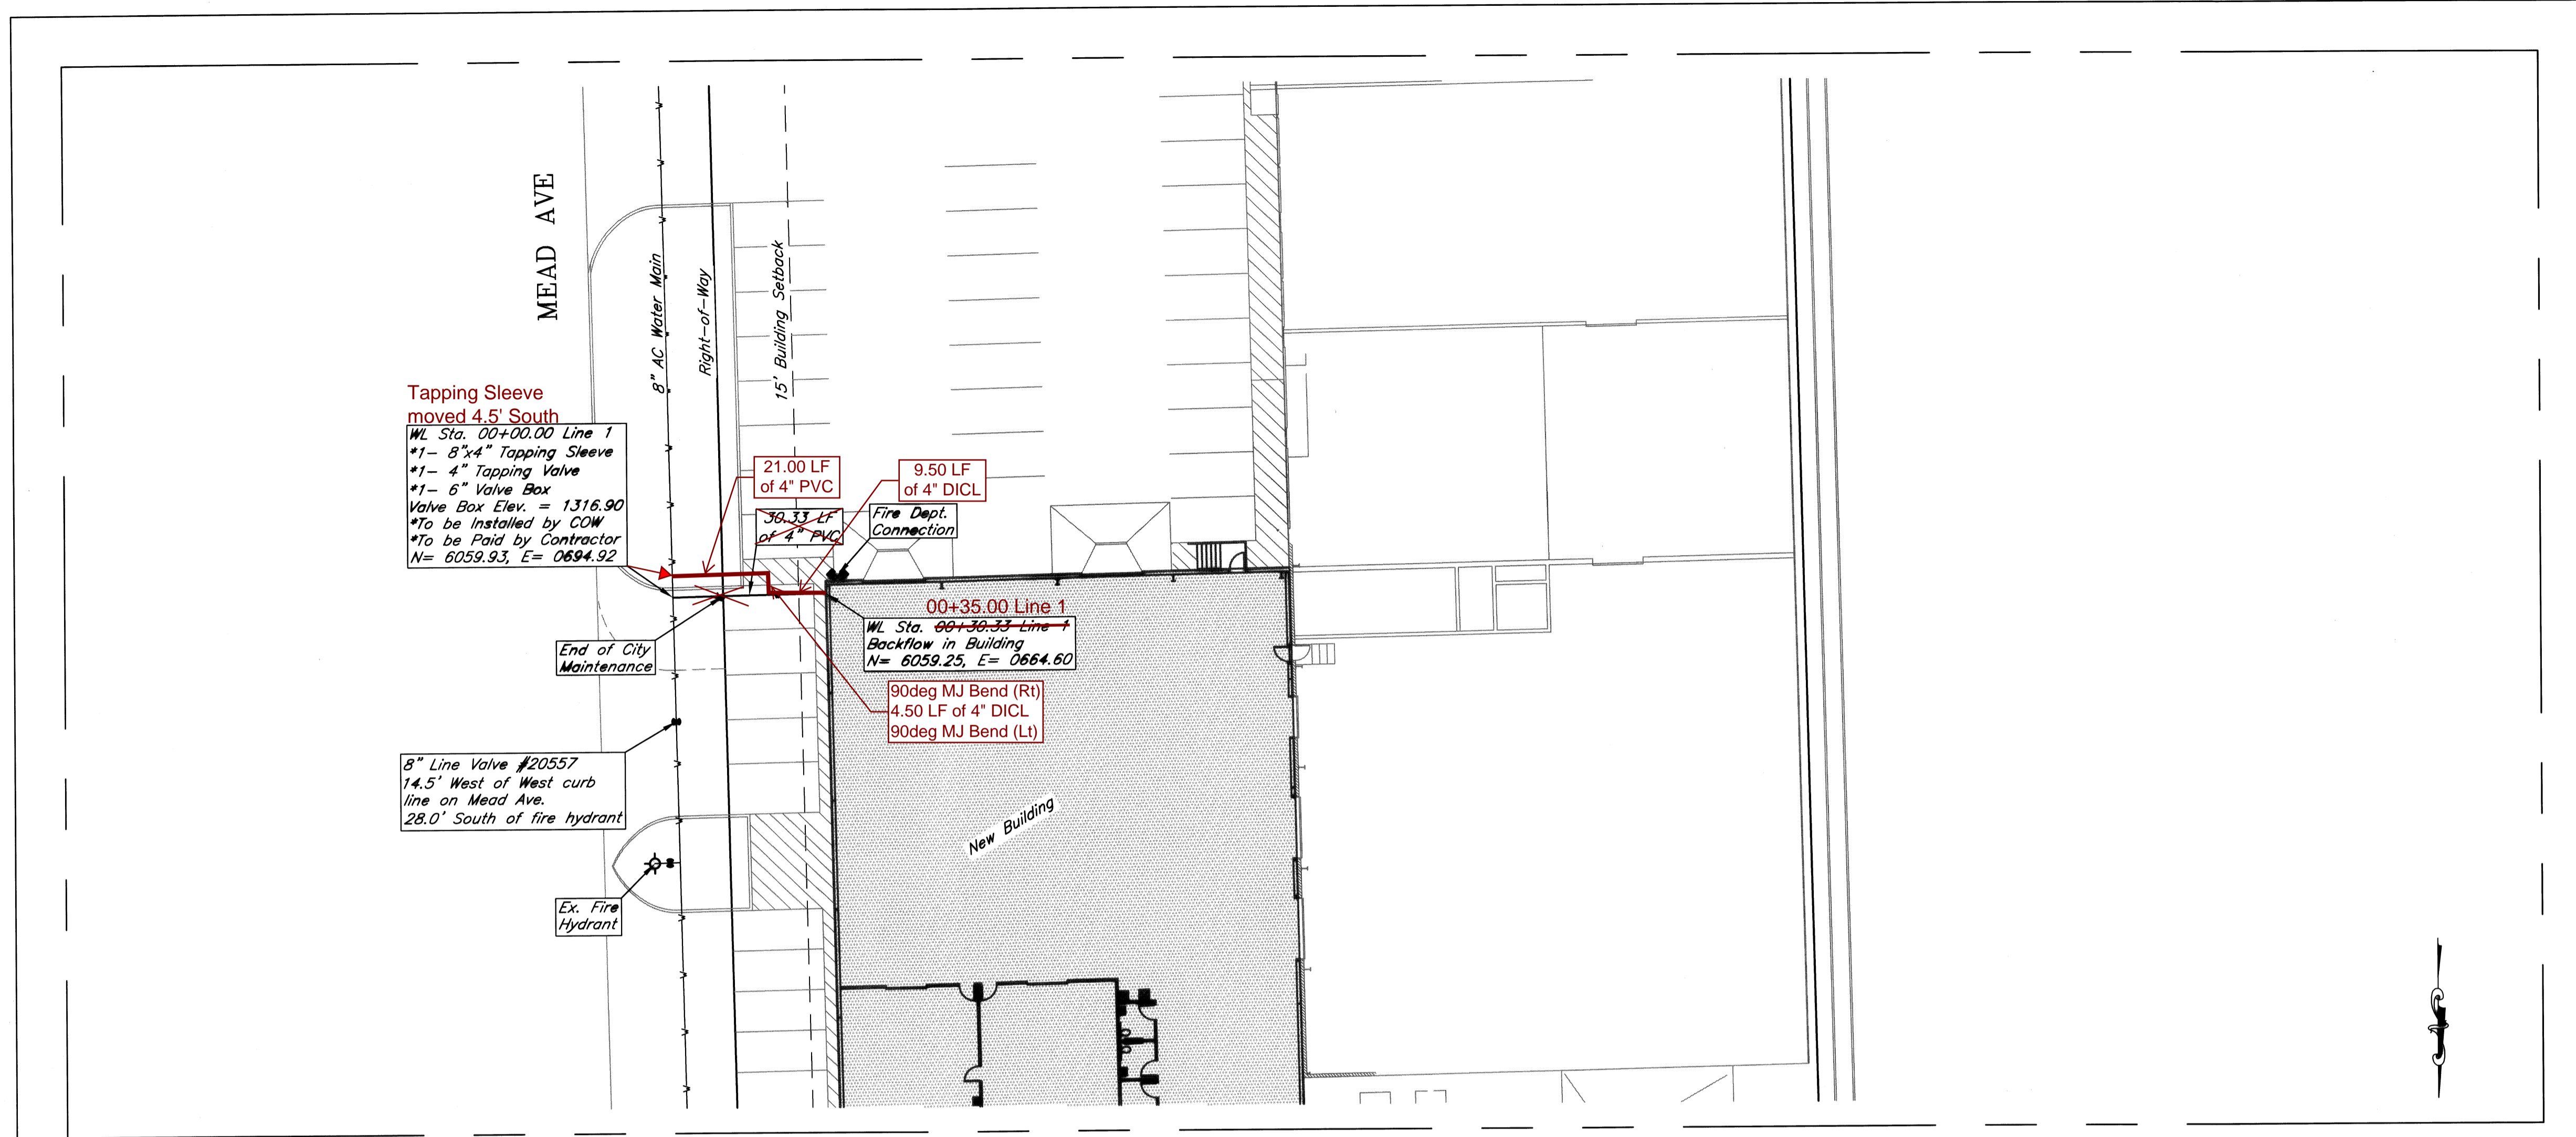 MEAD AVE
8" AC Water Main
Right-of-Way
15' Building Setback
Tapping Sleeve
moved 4.5' South
WL Sta. 00+00.00 Line 1
*1- 8"x4" Tapping Sleeve
*1- 4" Tapping Valve
*1- 6" Valve Box
Valve Box Elev. = 1316.90
*To be Installed by COW
*To be Paid by Contractor
N= 6059.93, E= 0694.92
21.00 LF
of 4" PVC
9.50 LF
of 4" DICL
30.33 LF
of 4" PVC
Fire Dept.
Connection
00+35.00 Line 1
WL Sta. 00+30.33 Line 1
Backflow in Building
N= 6059.25, E= 0664.60
End of City
Maintenance
90deg MJ Bend (Rt)
4.50 LF of 4" DICL
90deg MJ Bend (Lt)
8" Line Valve #20557
14.5' West of West curb
line on Mead Ave.
28.0' South of fire hydrant
New Building
Ex. Fire
Hydrant